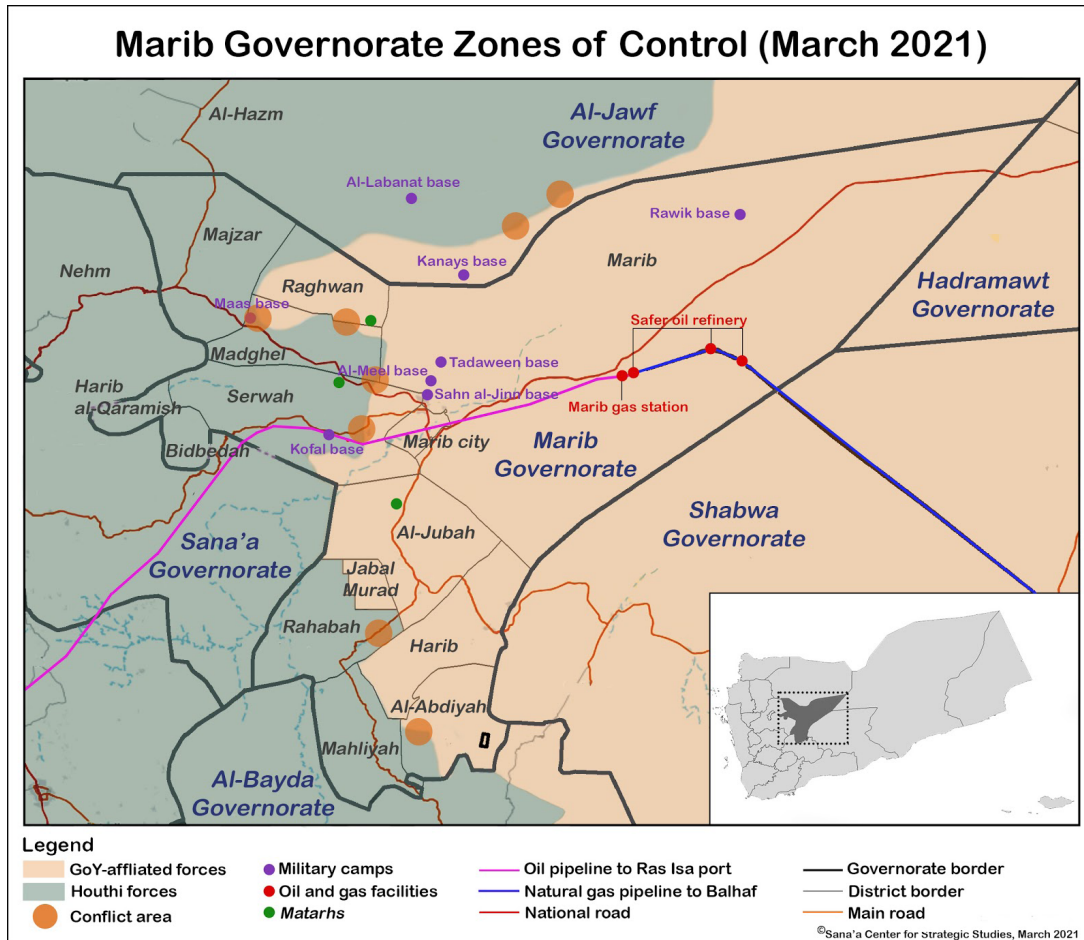 Marib Governorate Zones of Control (March 2021)
Al-Hazm
Al-Jawf
Governorate
Al-Labanat base
Rawik base
Majzar
Nehm
Kanays base
Marib
Raghwan
Hadramawt
Governorate
Maas base
Safer oil refinery
Madghel
Tadaween base
Al-Meel base
Harib
al-Qaramish
Serwah
Sahn al-Jinn base
Marib gas station
Bidbedah
Kofal base
Marib city
Marib
Governorate
Shabwa
Governorate
Sana'a
Governorate
Al-Jubah
Jabal
Murad
Rahabah
Harib
Al-Abdiyah
Mahliyah
Al-Bayda
Governorate
Legend
GoY-affliated forces
Houthi forces
Conflict area
Military camps
Oil and gas facilities
Matarhs
Oil pipeline to Ras Isa port
Natural gas pipeline to Balhaf
National road
Governorate border
District border
Main road
©Sana'a Center for Strategic Studies, March 2021